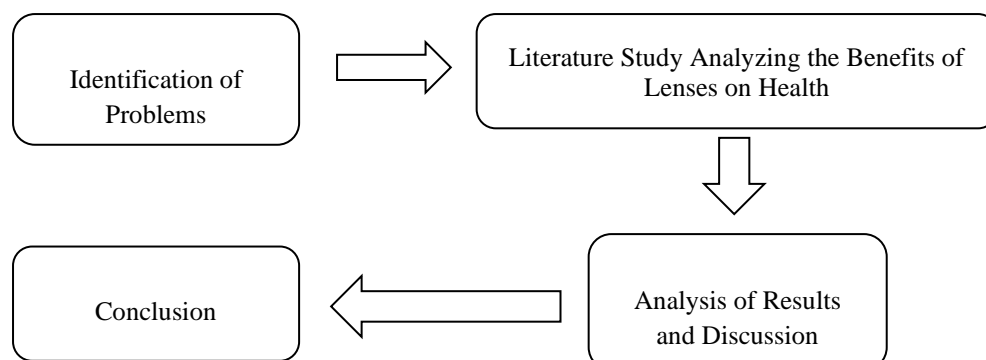 Identification of
Problems
Literature Study Analyzing the Benefits of
Lenses on Health
Analysis of Results
and Discussion
Conclusion